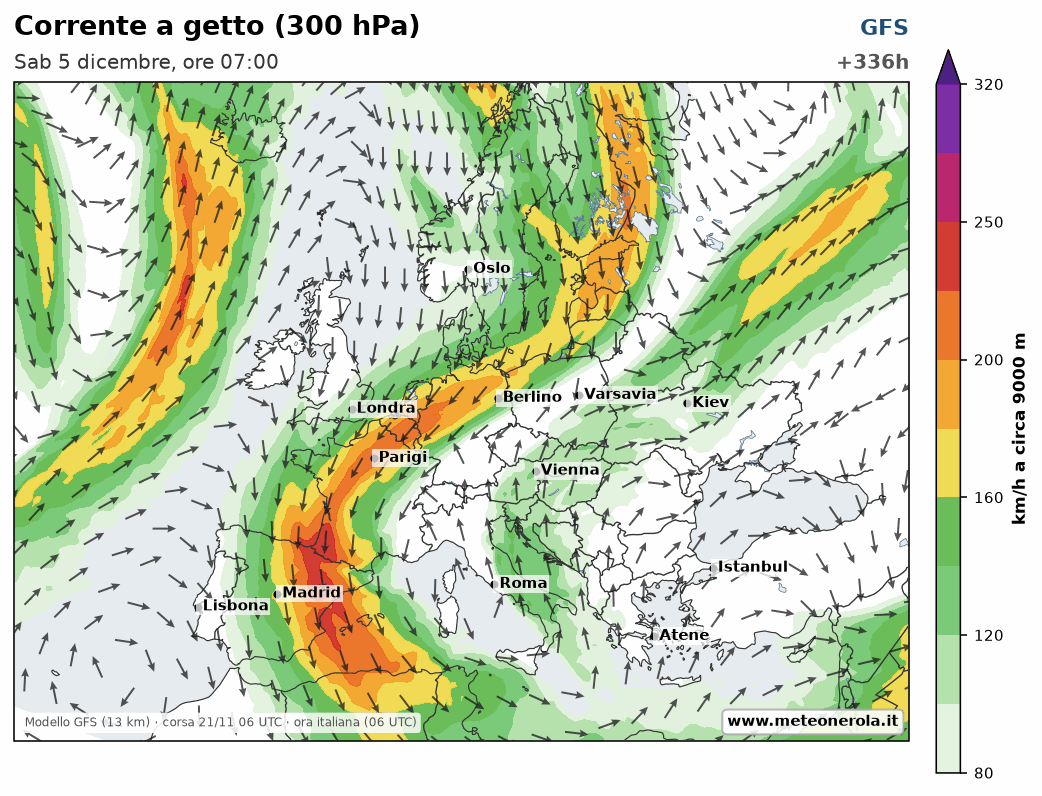 Corrente a getto (300 hPa)
GFS
Sab 5 dicembre, ore 07:00
+336h
320
250
200
160
120
80
km/h a circa 9000 m
Oslo
Berlino
Varsavia
Kiev
Londra
Parigi
Vienna
Istanbul
Roma
Madrid
Lisbona
Atene
Modello GFS (13 km) · corsa 21/11 06 UTC · ora italiana (06 UTC)
www.meteonerola.it